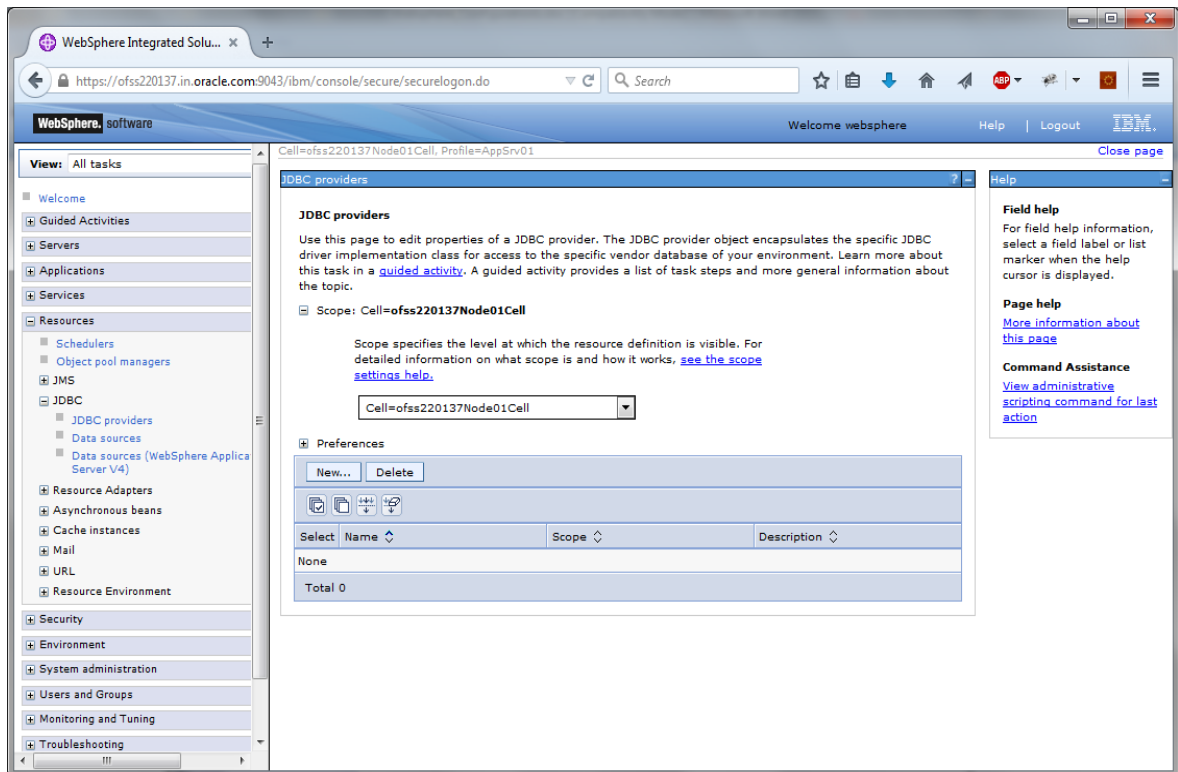 WebSphere Integrated Solu...
https://ofss220137.in.oracle.com:9043/ibm/console/secure/securelogon.do
Search
ABP
WebSphere. software
Welcome websphere
Help | Logout
IBM.
View: All tasks
Welcome
Guided Activities
Servers
Applications
Services
Resources
Schedulers
Object pool managers
JMS
JDBC
JDBC providers
Data sources
Data sources (WebSphere Applica
Server V4)
Resource Adapters
Asynchronous beans
Cache instances
Mail
URL
Resource Environment
Security
Environment
System administration
Users and Groups
Monitoring and Tuning
Troubleshooting
Cell=ofss220137Node01Cell, Profile=AppSrv01
Close page
JDBC providers
?
JDBC providers
Use this page to edit properties of a JDBC provider. The JDBC provider object encapsulates the specific JDBC
driver implementation class for access to the specific vendor database of your environment. Learn more about
this task in a guided activity. A guided activity provides a list of task steps and more general information about
the topic.
Scope: Cell=ofss220137Node01Cell
Scope specifies the level at which the resource definition is visible. For
detailed information on what scope is and how it works, see the scope
settings help.
Cell=ofss220137Node01Cell
Preferences
New... Delete
Select Name Scope Description
None
Total 0
Help
Field help
For field help information,
select a field label or list
marker when the help
cursor is displayed.
Page help
More information about
this page
Command Assistance
View administrative
scripting command for last
action